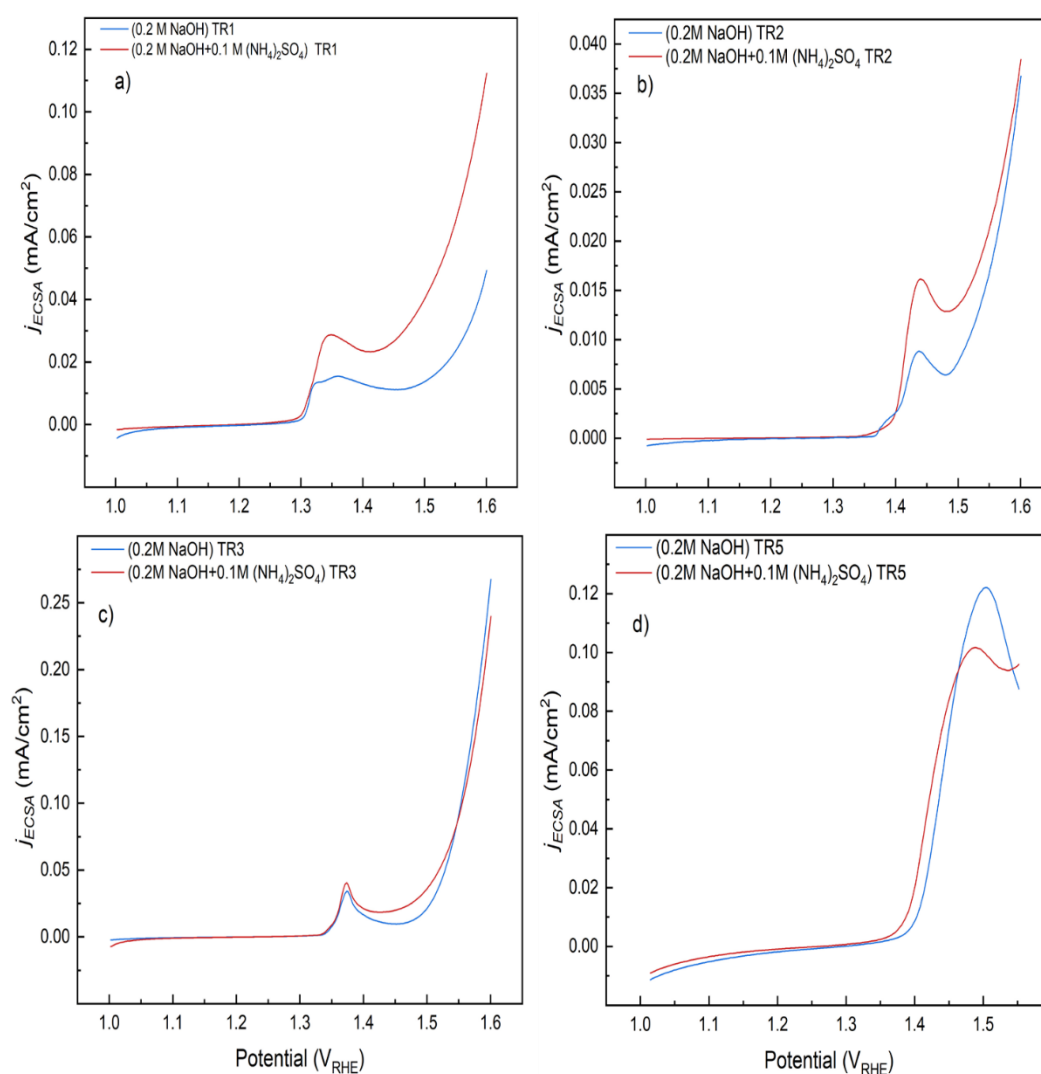 (0.2 M NaOH) TR1
(0.2 M NaOH+0.1 M (NH₄)₂SO₄) TR1
a)
0.12
0.10
0.08
0.06
0.04
0.02
0.00
j_ECSA (mA/cm²)
1.0 1.1 1.2 1.3 1.4 1.5 1.6
(0.2M NaOH) TR2
(0.2M NaOH+0.1M (NH₄)₂SO₄ TR2
b)
0.040
0.035
0.030
0.025
0.020
0.015
0.010
0.005
0.000
j_ECSA (mA/cm²)
1.0 1.1 1.2 1.3 1.4 1.5 1.6
(0.2M NaOH) TR3
(0.2M NaOH+0.1M (NH₄)₂SO₄) TR3
c)
0.25
0.20
0.15
0.10
0.05
0.00
j_ECSA (mA/cm²)
1.0 1.1 1.2 1.3 1.4 1.5 1.6
Potential (V_RHE)
(0.2M NaOH) TR5
(0.2M NaOH+0.1M (NH₄)₂SO₄) TR5
d)
0.12
0.10
0.08
0.06
0.04
0.02
0.00
j_ECSA (mA/cm²)
1.0 1.1 1.2 1.3 1.4 1.5
Potential (V_RHE)